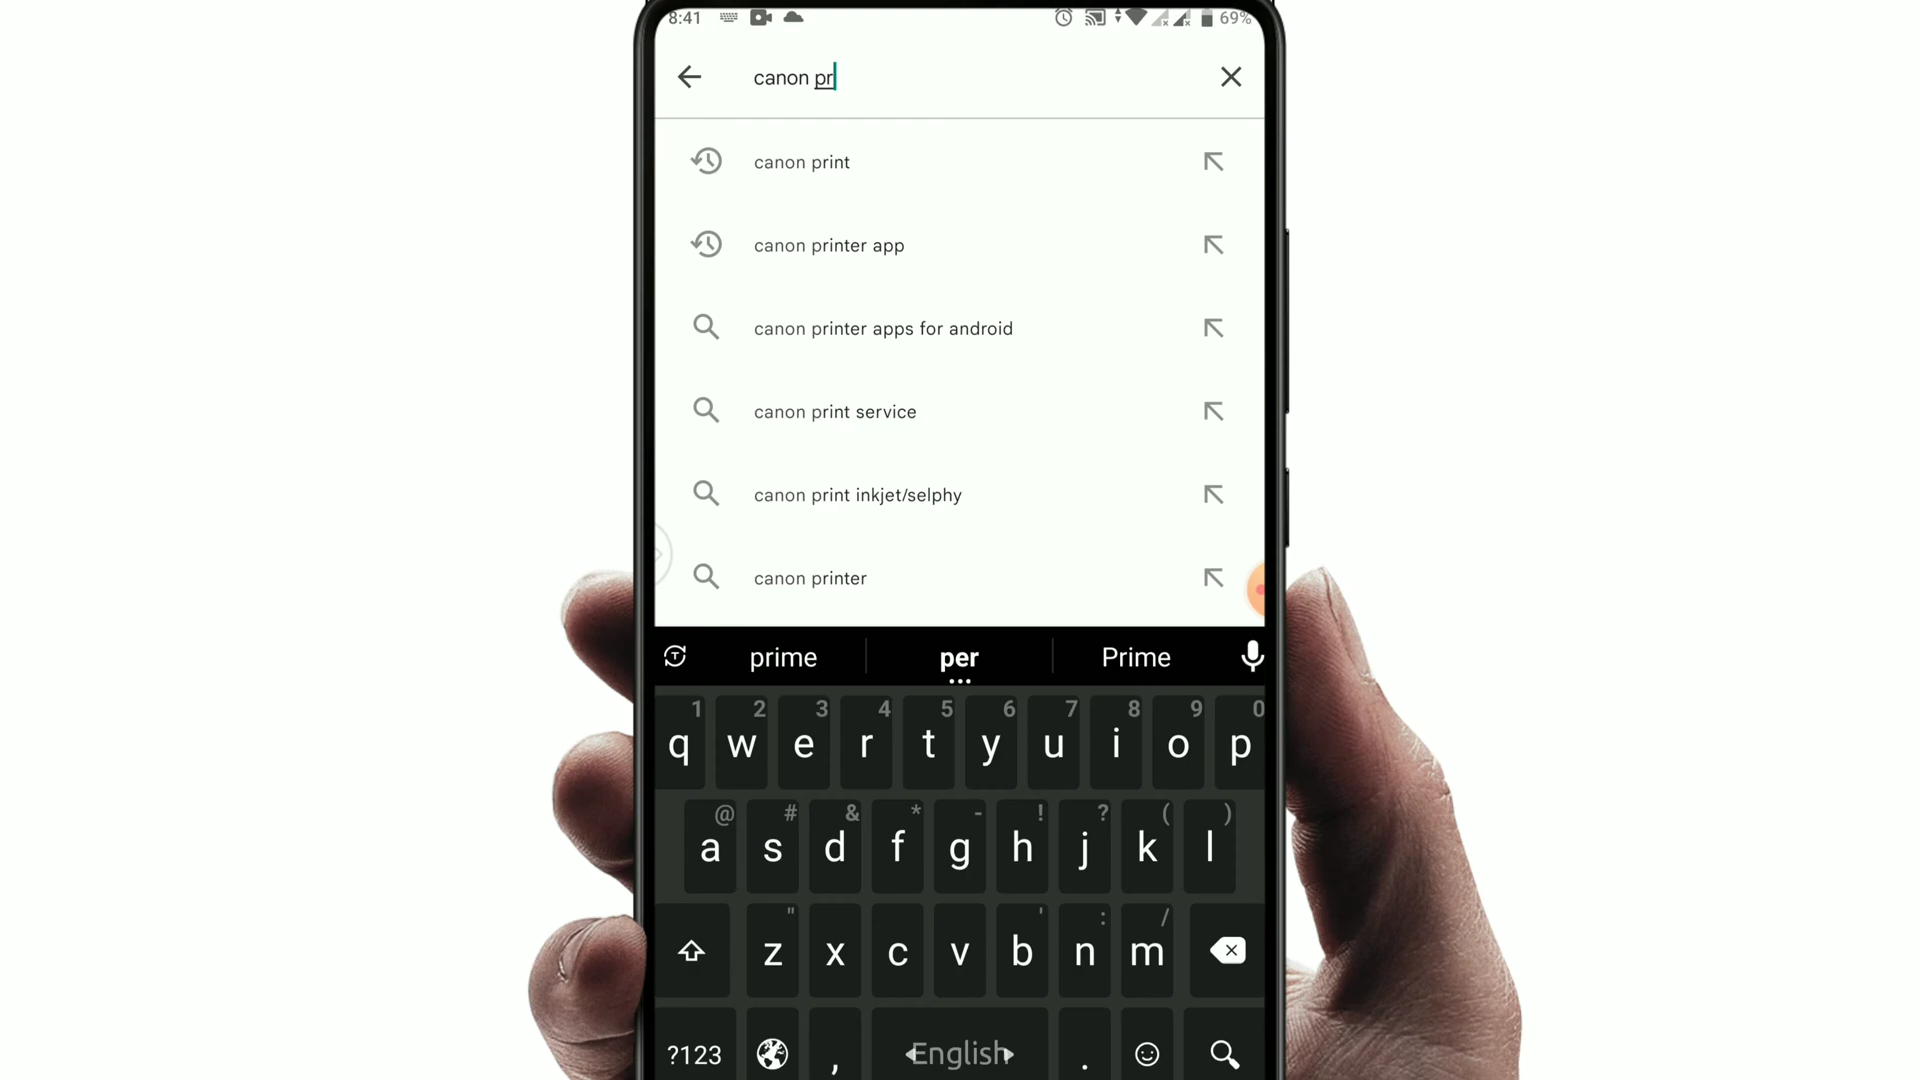 8:41 69%
canon pr
canon print
canon printer app
canon printer apps for android
canon print service
canon print inkjet/selphy
canon printer
prime per Prime
1 2 3 4 5 6 7 8 9 0
q w e r t y u i o p
@ # & * - ! ? ( )
a s d f g h j k l
" ' : /
z x c v b n m
?123 , English .